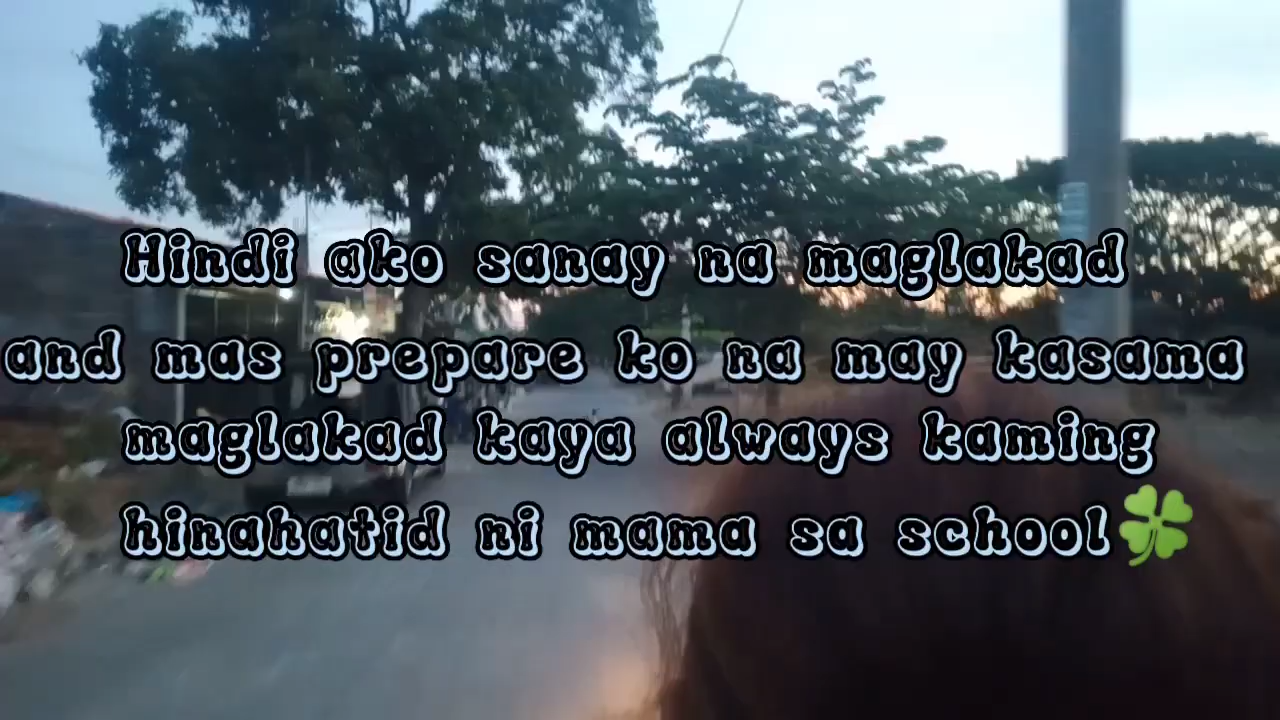 Hindi ako sanay na maglakad
and mas prepare ko na may kasama
maglakad kaya always kaming
hinahatid ni mama sa school🍀